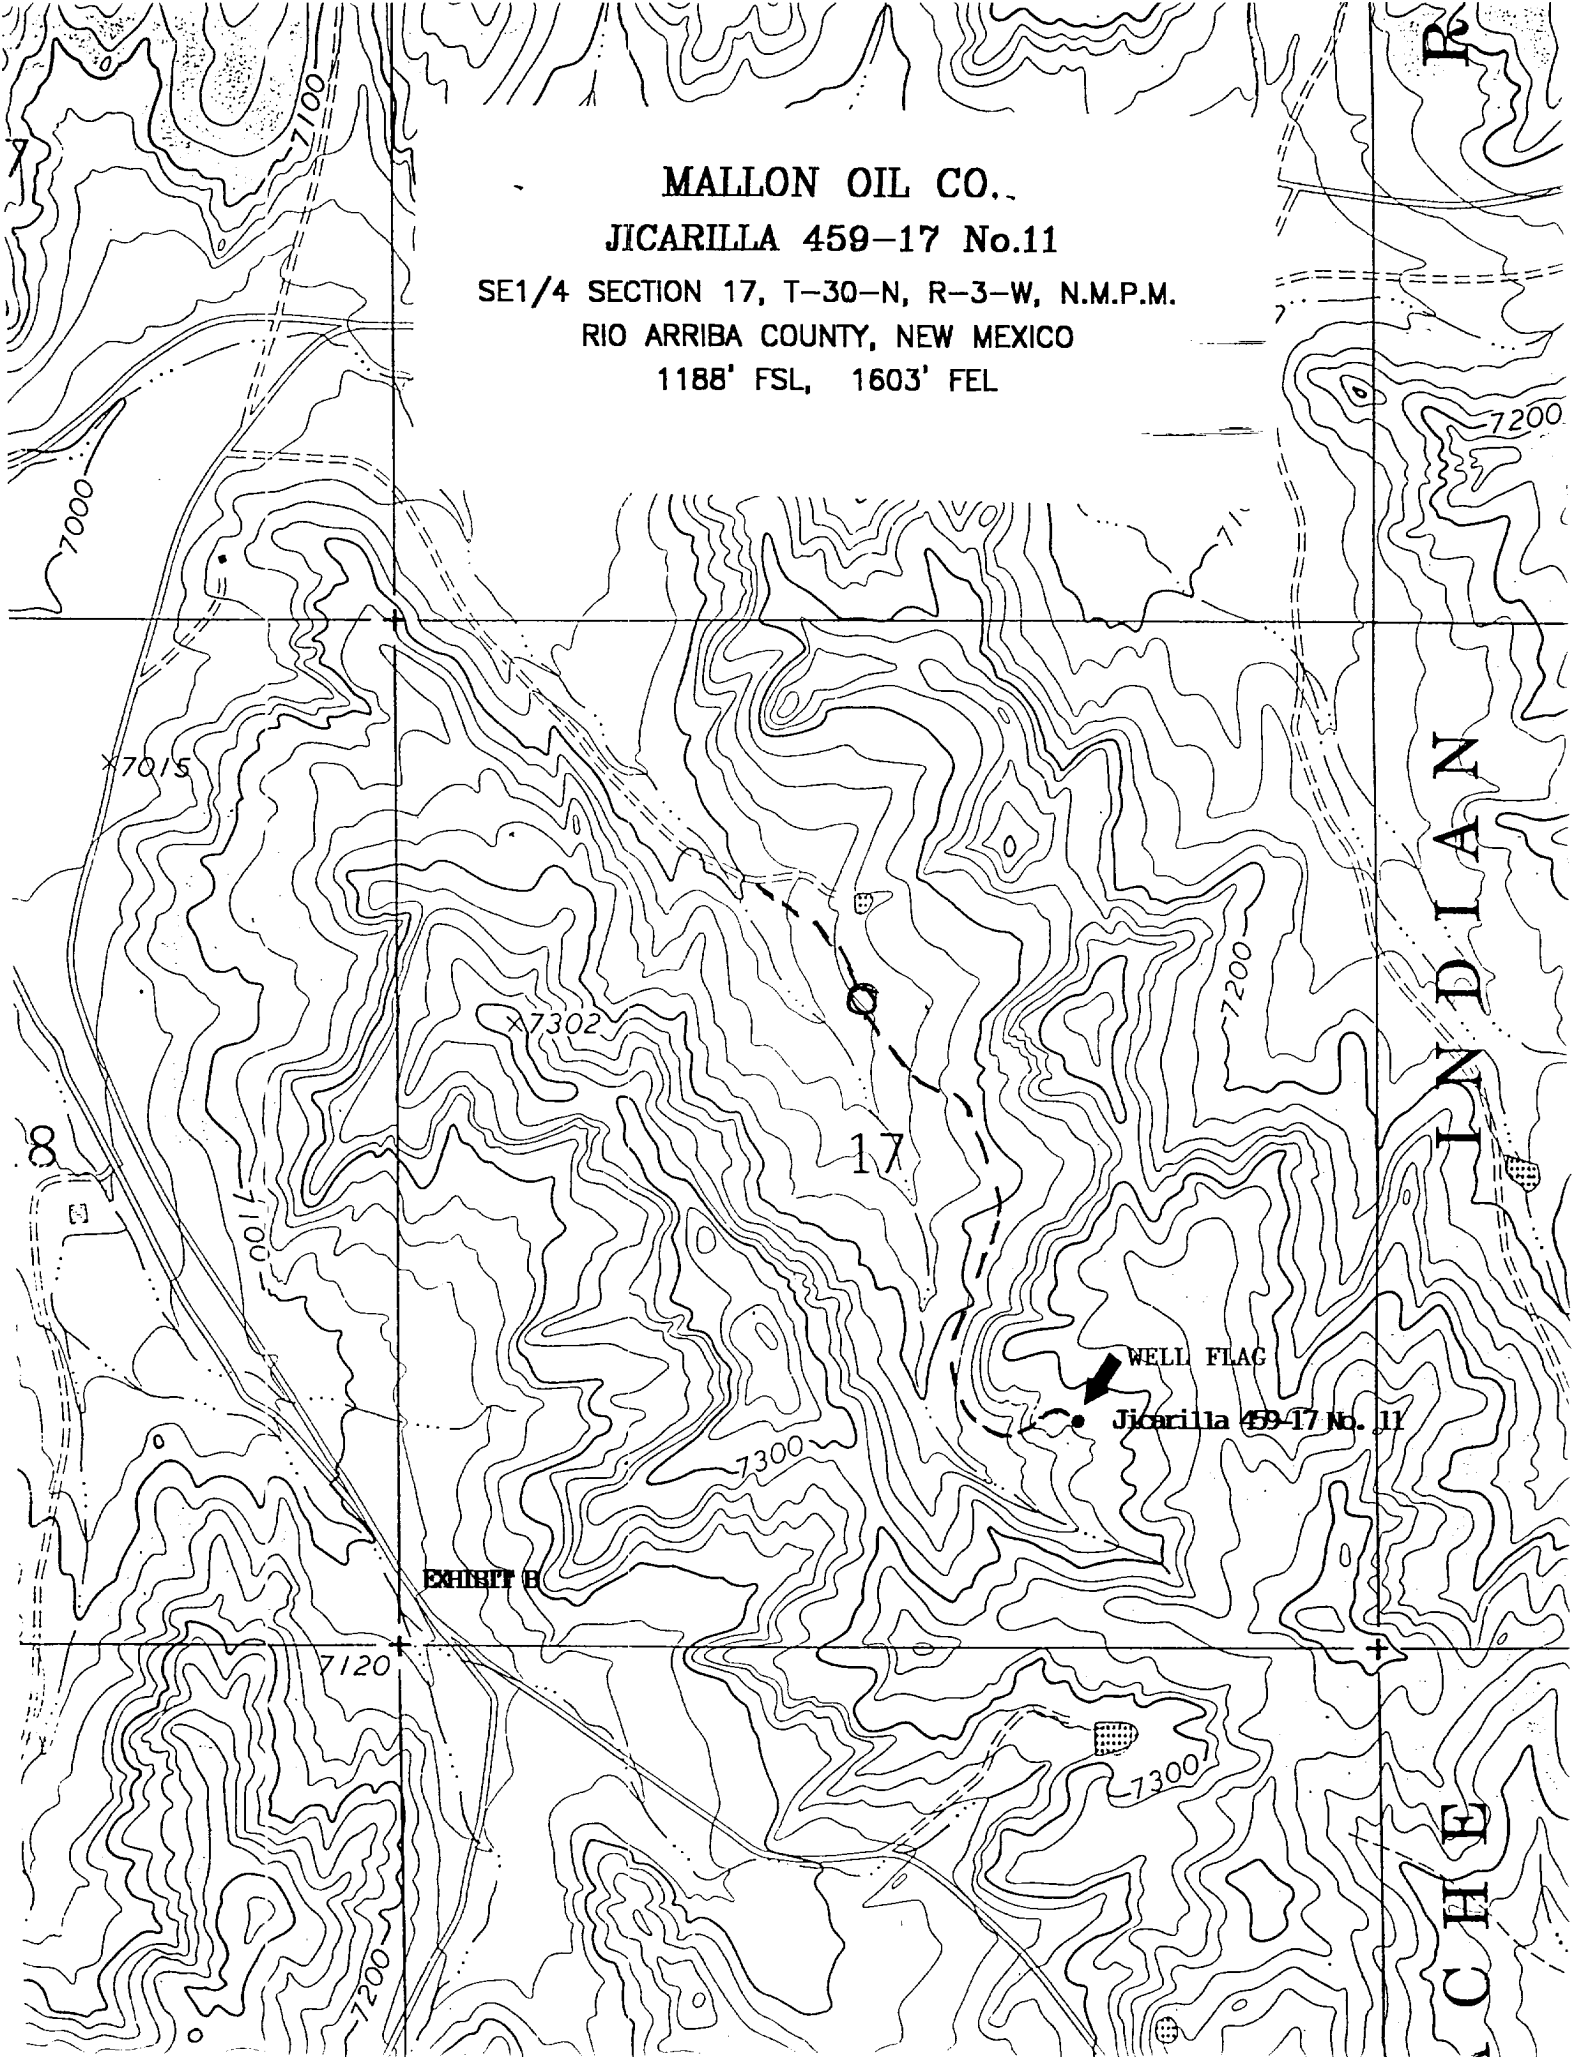 R
7100
7
MALLON OIL CO.
JICARILLA 459-17 No.11
SE1/4 SECTION 17, T-30-N, R-3-W, N.M.P.M.
RIO ARRIBA COUNTY, NEW MEXICO
1188' FSL, 1603' FEL
7200
7000
7015
INDIAN
7200
7302
8
17
7100
WELL FLAG
Jicarilla 459-17 No. 11
7300
EXHIBIT B
7120
7300
7200
CHE